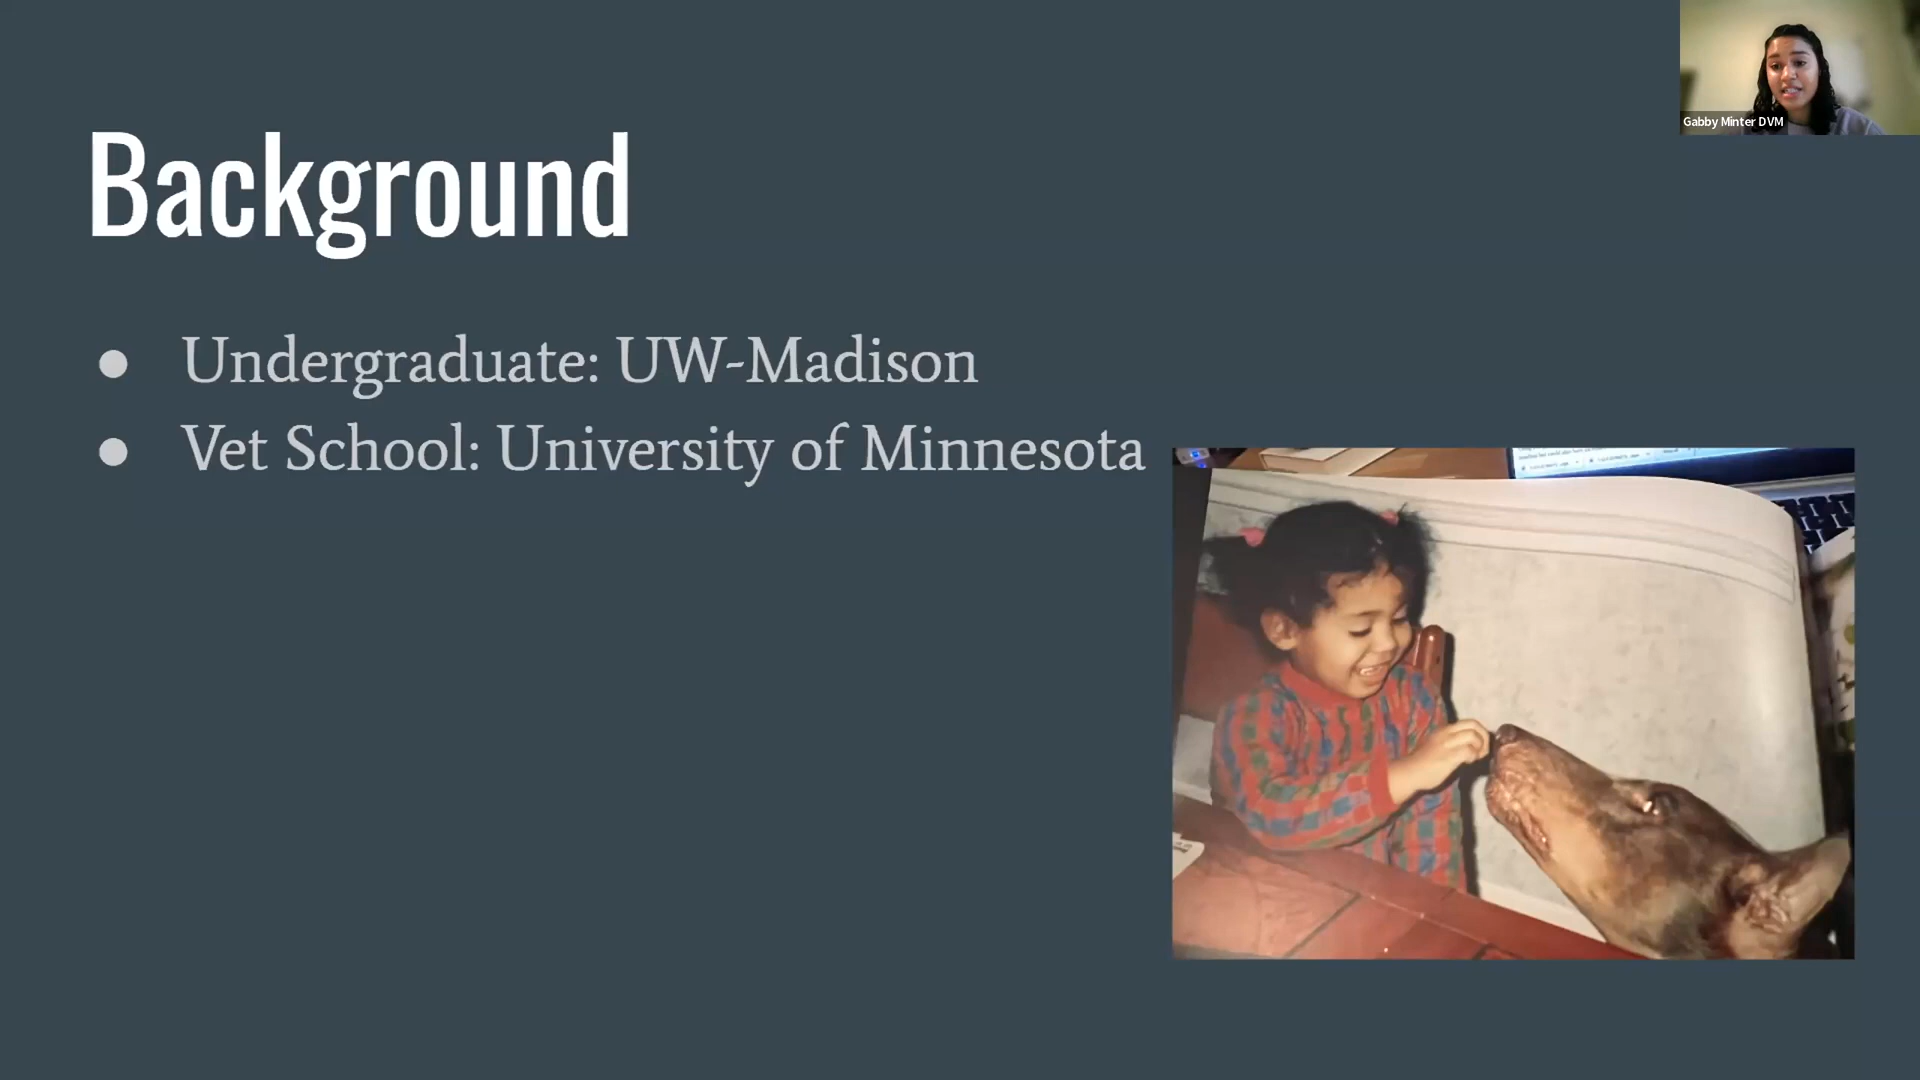 Gabby Minter DVM
Background
● Undergraduate: UW-Madison
● Vet School: University of Minnesota